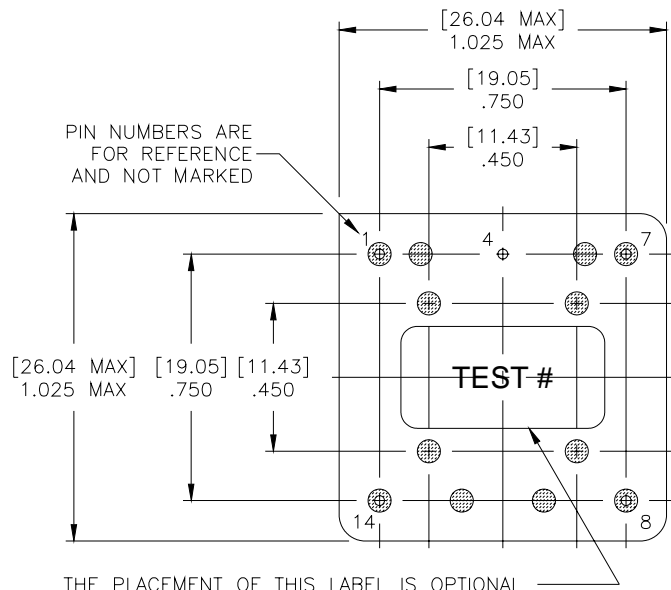 [26.04 MAX]
1.025 MAX
[19.05]
.750
[11.43]
.450
PIN NUMBERS ARE
FOR REFERENCE
AND NOT MARKED
1
4
7
[26.04 MAX]
1.025 MAX
[19.05]
.750
[11.43]
.450
TEST #
14
8
THE PLACEMENT OF THIS LABEL IS OPTIONAL